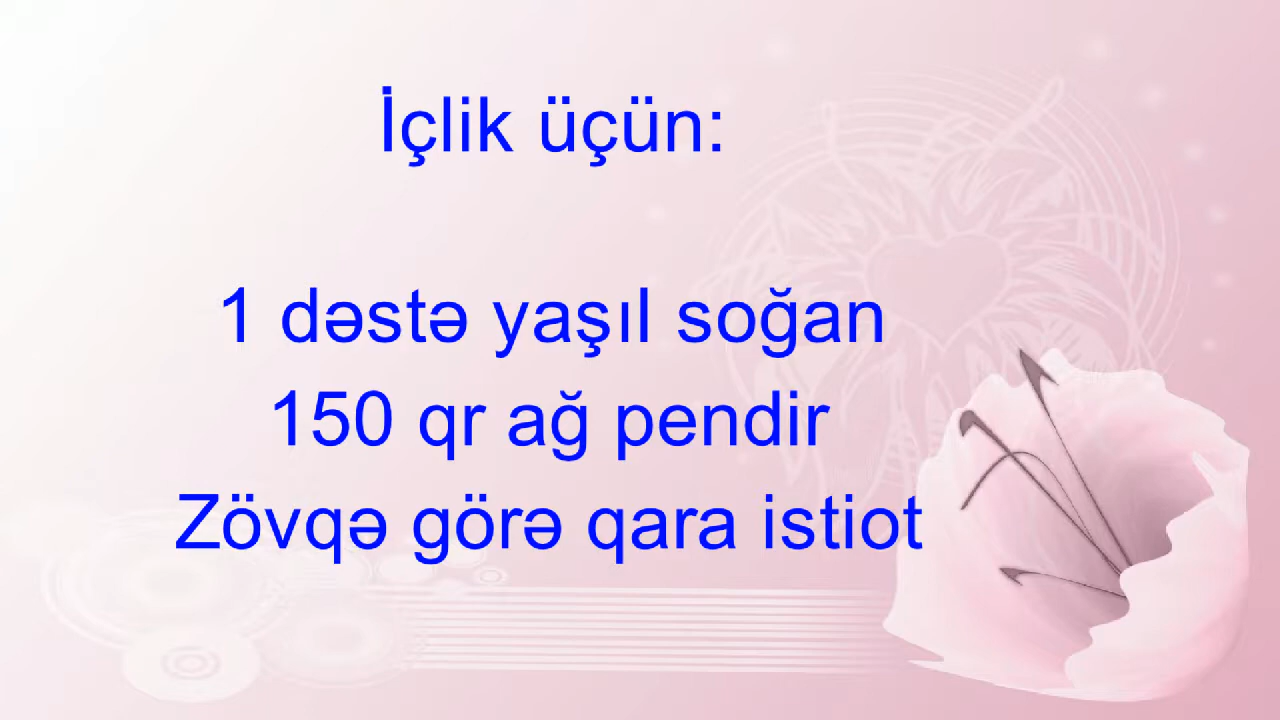 İçlik üçün:
1 dəstə yaşıl soğan
150 qr ağ pendir
Zövqə görə qara istiot